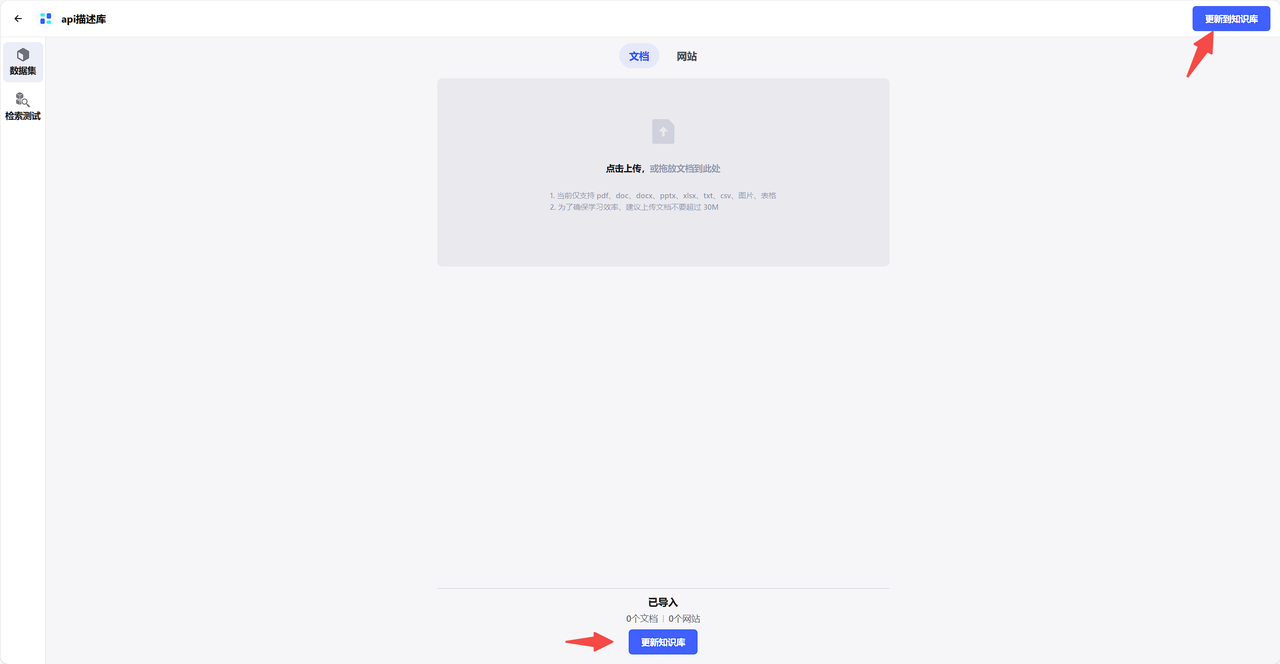 api描述库
更新到知识库
数据集
检索测试
文档 网站
点击上传，或拖放文档到此处
1. 当前仅支持 pdf、doc、docx、pptx、xlsx、txt、csv、图片、表格
2. 为了确保学习效率，建议上传文档不要超过 30M
已导入
0个文档 | 0个网站
更新知识库